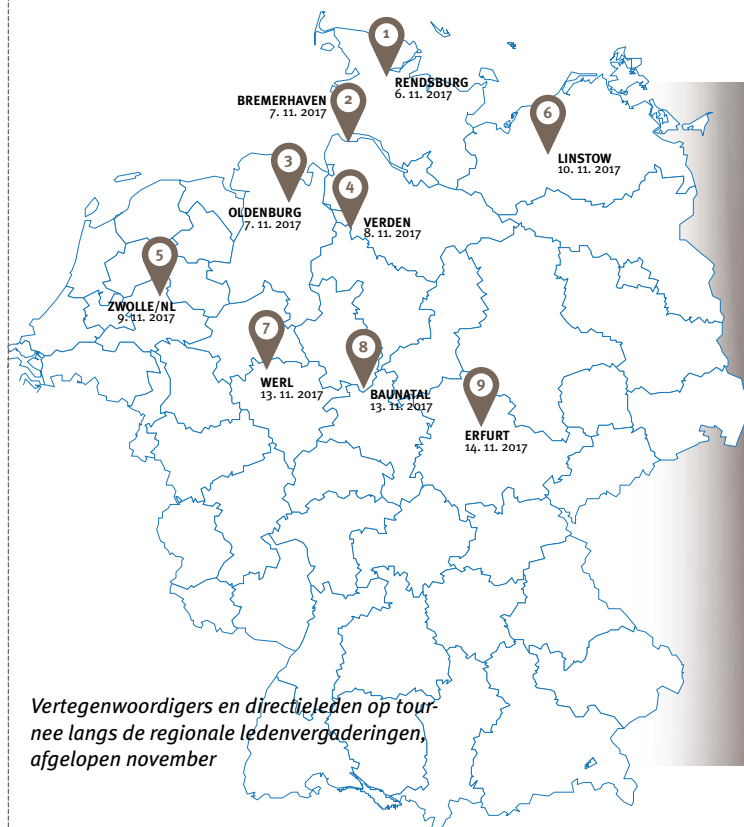 1
RENDSBURG
6. 11. 2017
2
BREMERHAVEN
7. 11. 2017
6
LINSTOW
10. 11. 2017
3
OLDENBURG
7. 11. 2017
4
VERDEN
8. 11. 2017
5
ZWOLLE/NL
9. 11. 2017
7
WERL
13. 11. 2017
8
BAUNATAL
13. 11. 2017
9
ERFURT
14. 11. 2017
Vertegenwoordigers en directieleden op tour-
nee langs de regionale ledenvergaderingen,
afgelopen november